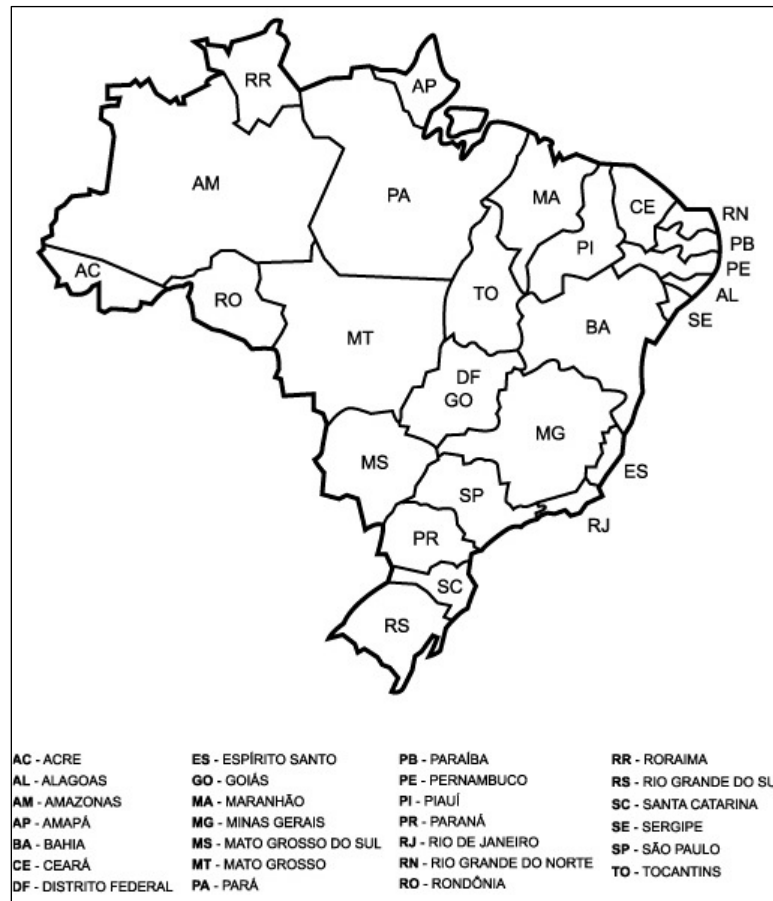 RR
AP
AM
PA
MA
CE
RN
PI
PB
AC
PE
RO
TO
AL
SE
BA
MT
DF
GO
MG
MS
ES
SP
RJ
PR
SC
RS
AC - ACRE
AL - ALAGOAS
AM - AMAZONAS
AP - AMAPÁ
BA - BAHIA
CE - CEARÁ
DF - DISTRITO FEDERAL
ES - ESPÍRITO SANTO
GO - GOIÁS
MA - MARANHÃO
MG - MINAS GERAIS
MS - MATO GROSSO DO SUL
MT - MATO GROSSO
PA - PARÁ
PB - PARAÍBA
PE - PERNAMBUCO
PI - PIAUÍ
PR - PARANÁ
RJ - RIO DE JANEIRO
RN - RIO GRANDE DO NORTE
RO - RONDÔNIA
RR - RORAIMA
RS - RIO GRANDE DO SU
SC - SANTA CATARINA
SE - SERGIPE
SP - SÃO PAULO
TO - TOCANTINS